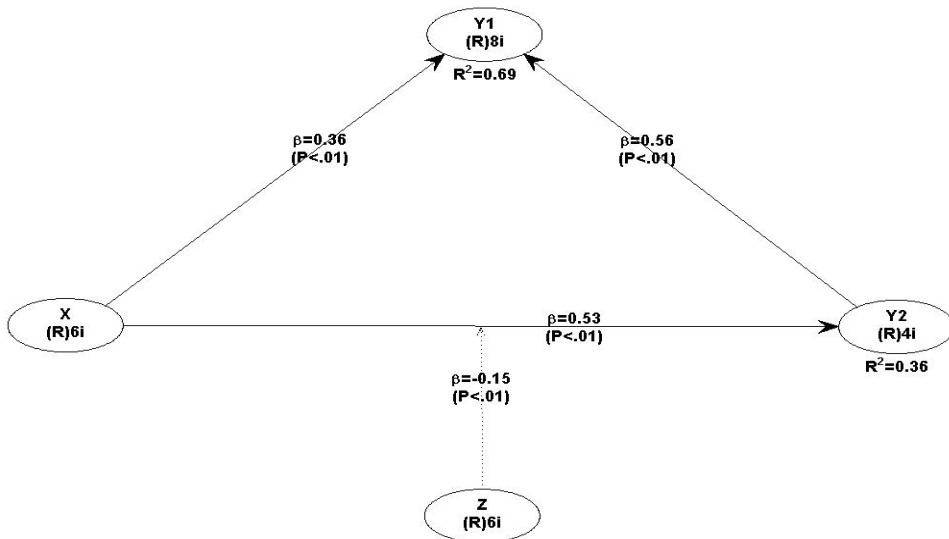 Y1
(R)8i
R²=0.69
β=0.36
(P<.01)
β=0.56
(P<.01)
X
(R)6i
β=0.53
(P<.01)
Y2
(R)4i
R²=0.36
β=-0.15
(P<.01)
Z
(R)6i